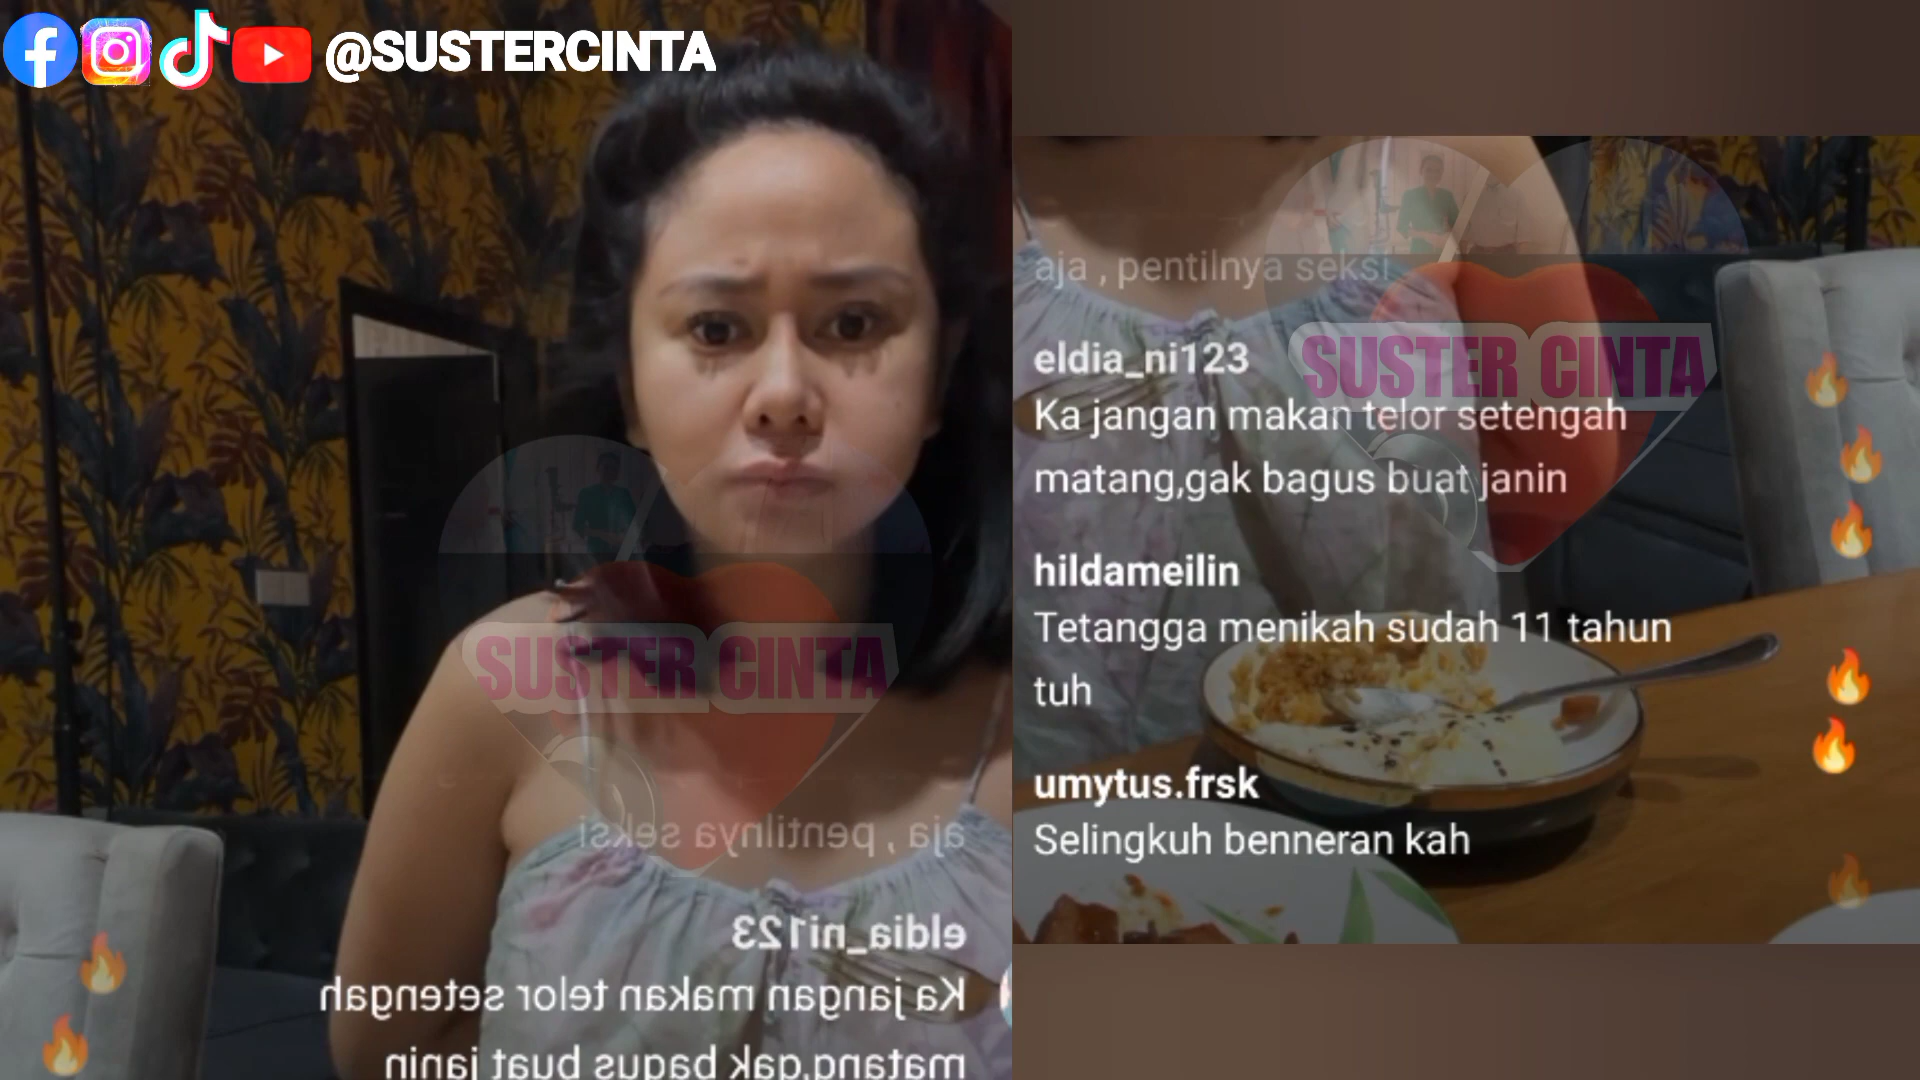 @SUSTERCINTA
SUSTER CINTA
aja , pentilnya seksi
eldia_ni123
Ka jangan makan telor setengah
matang,gak bagus buat janin
aja , pentilnya seksi
eldia_ni123
Ka jangan makan telor setengah
matang,gak bagus buat janin
hildameilin
Tetangga menikah sudah 11 tahun
tuh
umytus.frsk
Selingkuh benneran kah
SUSTER CINTA